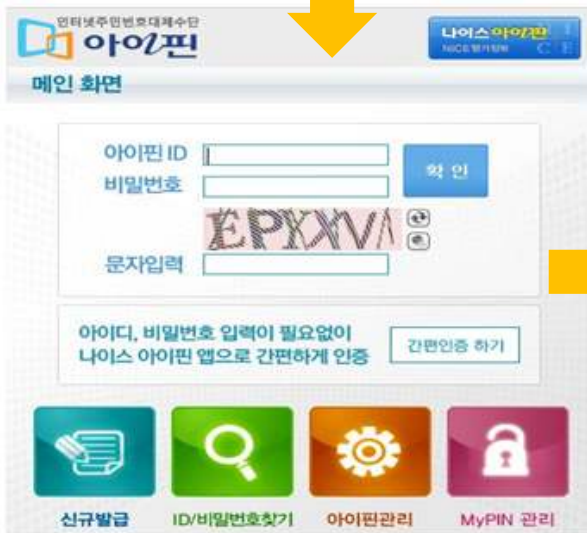 인터넷주민번호대체수단
아이핀
나이스아이핀
NICE평가정보
메인 화면
아이핀 ID
비밀번호
확 인
EPYXVA
문자입력
아이디, 비밀번호 입력이 필요없이
나이스 아이핀 앱으로 간편하게 인증
간편인증 하기
신규발급
ID/비밀번호찾기
아이핀관리
MyPIN 관리